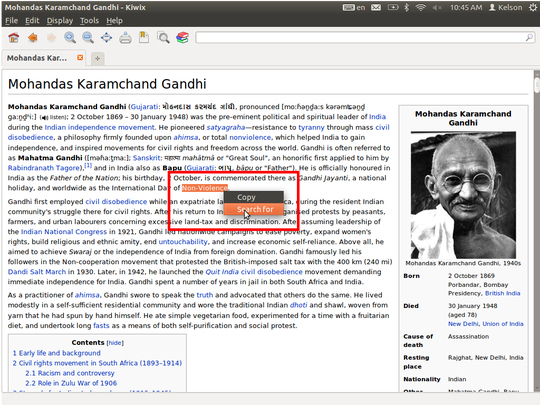 Mohandas Karamchand Gandhi - Kiwix
en
10:45 AM
Kelson
File Edit Display Tools Help
Mohandas Kar...
Mohandas Karamchand Gandhi
Mohandas Karamchand Gandhi (Gujarati: મોહનદાસ કરમચંદ ગાંધી, pronounced
(listen); 2 October 1869 – 30 January 1948) was the pre-eminent political and spiritual leader of India
during the Indian independence movement. He pioneered satyagraha—resistance to tyranny through mass civil
disobedience, a philosophy firmly founded upon ahimsa, or total nonviolence, which helped India to gain
independence, and inspired movements for civil rights and freedom across the world. Gandhi is often referred to
as Mahatma Gandhi Sanskrit: महात्मा mahātmā or "Great Soul", an honorific first applied to him by
Rabindranath Tagore),[1] and in India also as Bapu (Gujarati: બાપુ, bāpu or "Father"). He is officially honoured in
India as the Father of the Nation; his birthday, 2 October, is commemorated there as Gandhi Jayanti, a national
holiday, and worldwide as the International Day of Non-Violence.
Copy
Search for
Gandhi first employed civil disobedience while an expatriate during the resident Indian
community's struggle for civil rights. After his return to organised protests by peasants,
farmers, and urban labourers concerning excessive land-tax and discrimination. After assuming leadership of
the Indian National Congress in 1921, Gandhi led nationwide campaigns to ease poverty, expand women's
rights, build religious and ethnic amity, end untouchability, and increase economic self-reliance. Above all, he
aimed to achieve Swaraj or the independence of India from foreign domination. Gandhi famously led his
followers in the Non-cooperation movement that protested the British-imposed salt tax with the 400 km (240 mi)
Dandi Salt March in 1930. Later, in 1942, he launched the Quit India civil disobedience movement demanding
immediate independence for India. Gandhi spent a number of years in jail in both South Africa and India.
As a practitioner of ahimsa, Gandhi swore to speak the truth and advocated that others do the same. He lived
modestly in a self-sufficient residential community and wore the traditional Indian dhoti and shawl, woven from
yarn that he had spun by hand himself. He ate simple vegetarian food, experimented for a time with a fruitarian
diet, and undertook long fasts as a means of both self-purification and social protest.
Contents [hide]
1 Early life and background
2 Civil rights movement in South Africa (1893–1914)
2.1 Racism and controversy
2.2 Role in Zulu War of 1906
Mohandas Karamchand
Gandhi
Mohandas Karamchand Gandhi, 1940s
Born 2 October 1869
Porbandar, Bombay
Presidency, British India
Died 30 January 1948
(aged 78)
New Delhi, Union of India
Cause of death Assassination
Resting place Rajghat, New Delhi, India
Nationality Indian